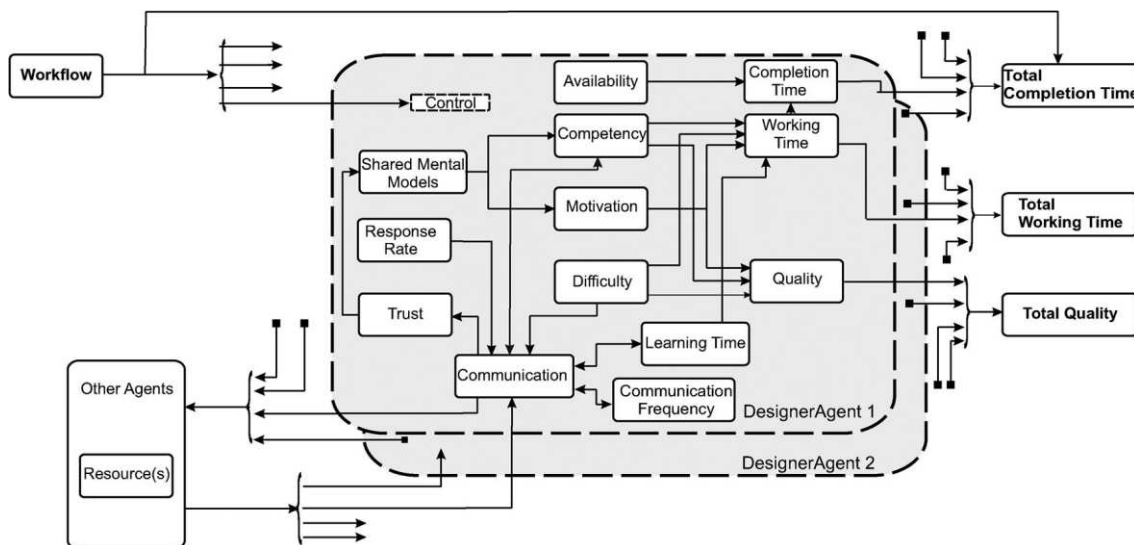 Workflow
Control
Availability
Completion
Time
Total
Completion Time
Competency
Working
Time
Shared Mental
Models
Motivation
Total
Working Time
Response
Rate
Difficulty
Quality
Trust
Total Quality
Learning Time
Other Agents
Communication
Communication
Frequency
DesignerAgent 1
DesignerAgent 2
Resource(s)